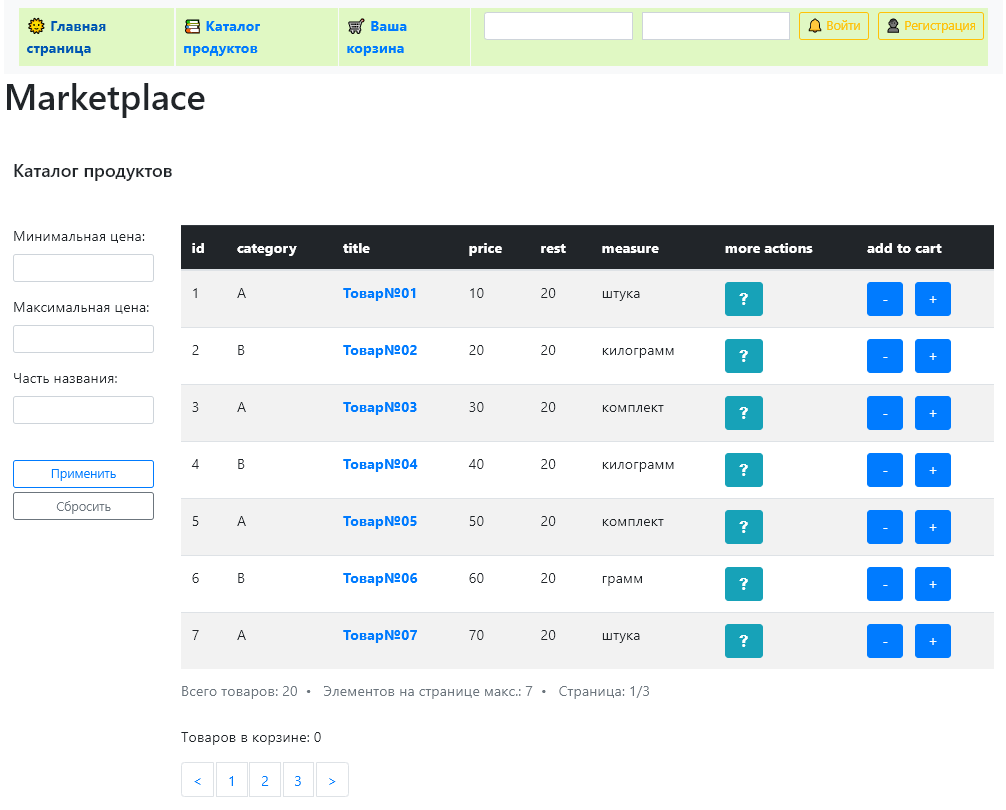 Главная страница
Каталог продуктов
Ваша корзина
Войти
Регистрация
Marketplace
Каталог продуктов
Минимальная цена:
Максимальная цена:
Часть названия:
Применить
Сбросить
id category title price rest measure more actions add to cart
1 A Товар№01 10 20 штука ? - +
2 B Товар№02 20 20 килограмм ? - +
3 A Товар№03 30 20 комплект ? - +
4 B Товар№04 40 20 килограмм ? - +
5 A Товар№05 50 20 комплект ? - +
6 B Товар№06 60 20 грамм ? - +
7 A Товар№07 70 20 штука ? - +
Всего товаров: 20 • Элементов на странице макс.: 7 • Страница: 1/3
Товаров в корзине: 0
< 1 2 3 >